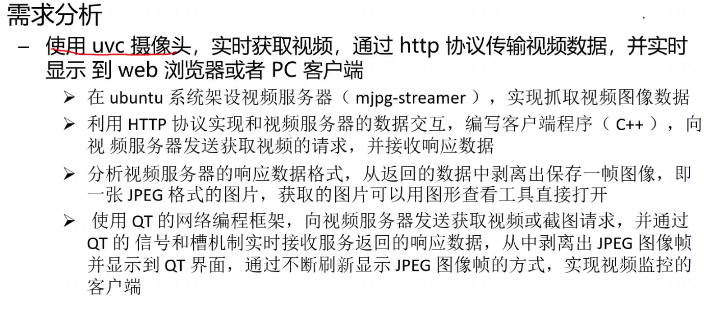 需求分析
– 使用 uvc 摄像头，实时获取视频，通过 http 协议传输视频数据，并实时
显示 到 web 浏览器或者 PC 客户端
➢ 在 ubuntu 系统架设视频服务器（ mjpg-streamer ），实现抓取视频图像数据
➢ 利用 HTTP 协议实现和视频服务器的数据交互，编写客户端程序（ C++ ），向
视 频服务器发送获取视频的请求，并接收响应数据
➢ 分析视频服务器的响应数据格式，从返回的数据中剥离出保存一帧图像，即
一张 JPEG 格式的图片，获取的图片可以用图形查看工具直接打开
➢ 使用 QT 的网络编程框架，向视频服务器发送获取视频或截图请求，并通过
QT 的 信号和槽机制实时接收服务返回的响应数据，从中剥离出 JPEG 图像帧
并显示到 QT 界面，通过不断刷新显示 JPEG 图像帧的方式，实现视频监控的
客户端